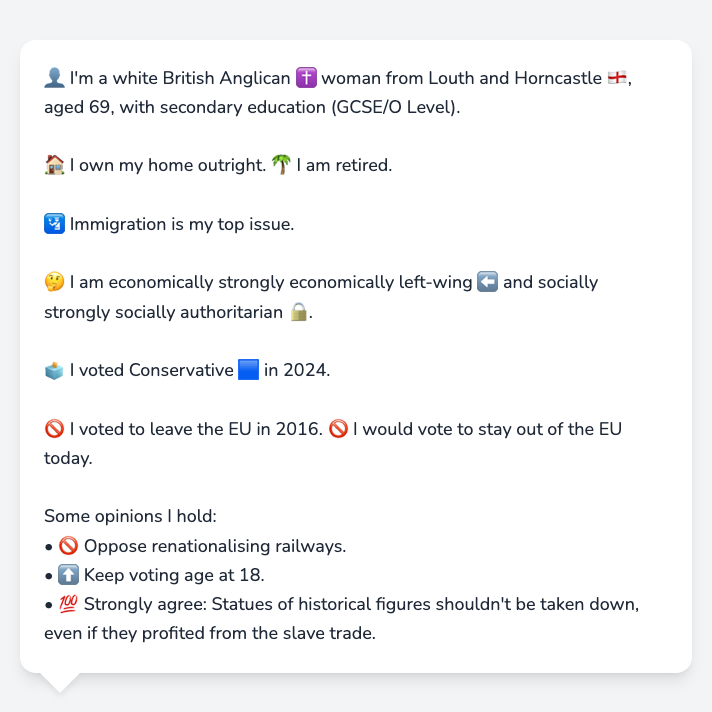 👤 I'm a white British Anglican ✝️ woman from Louth and Horncastle 🏴󠁧󠁢󠁥󠁮󠁧󠁿,
aged 69, with secondary education (GCSE/O Level).
🏠 I own my home outright. 🌴 I am retired.
🛂 Immigration is my top issue.
🤔 I am economically strongly economically left-wing ⬅️ and socially
strongly socially authoritarian 🔒.
🗳️ I voted Conservative 🟦 in 2024.
🚫 I voted to leave the EU in 2016. 🚫 I would vote to stay out of the EU
today.
Some opinions I hold:
• 🚫 Oppose renationalising railways.
• ⬆️ Keep voting age at 18.
• 💯 Strongly agree: Statues of historical figures shouldn't be taken down,
even if they profited from the slave trade.